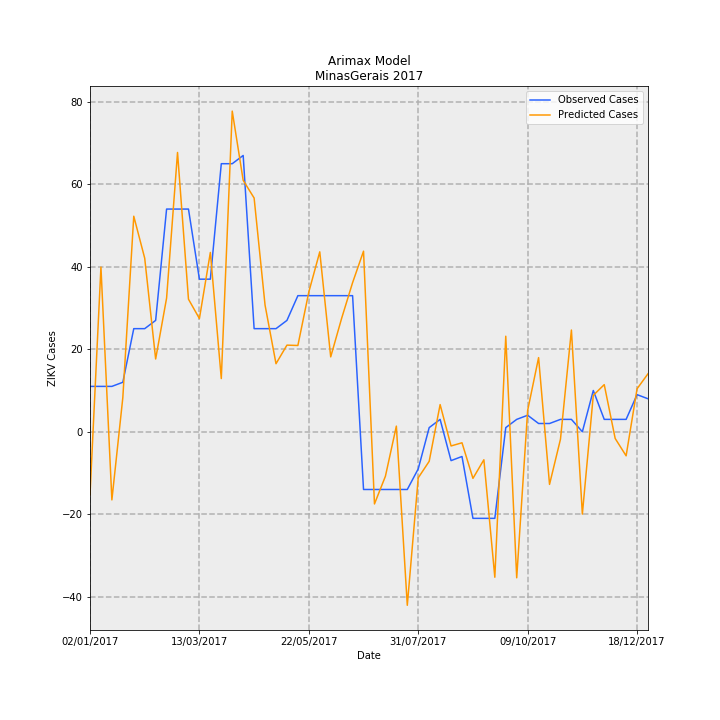 Arimax Model
MinasGerais 2017
Observed Cases
Predicted Cases
ZIKV Cases
80
60
40
20
0
−20
−40
02/01/2017 13/03/2017 22/05/2017 31/07/2017 09/10/2017 18/12/2017
Date